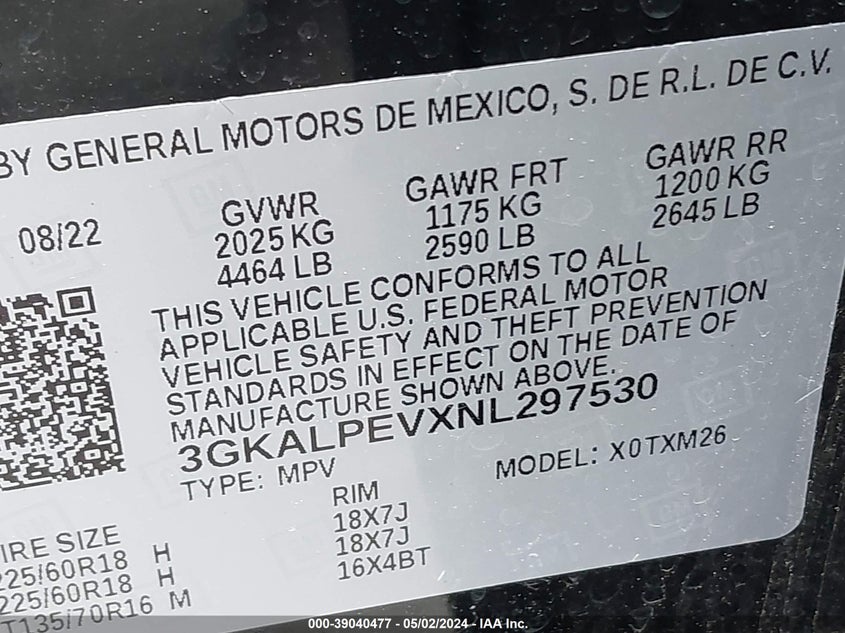 BY GENERAL MOTORS DE MEXICO, S. DE R.L. DE C.V.
08/22
GVWR
2025 KG
4464 LB
GAWR FRT
1175 KG
2590 LB
GAWR RR
1200 KG
2645 LB
THIS VEHICLE CONFORMS TO ALL
APPLICABLE U.S. FEDERAL MOTOR
VEHICLE SAFETY AND THEFT PREVENTION
STANDARDS IN EFFECT ON THE DATE OF
MANUFACTURE SHOWN ABOVE.
3GKALPEVXNL297530
TYPE: MPV
MODEL: X0TXM26
IRE SIZE
225/60R18 H
225/60R18 H
T135/70R16 M
RIM
18X7J
18X7J
16X4BT
000-39040477 - 05/02/2024 - IAA Inc.